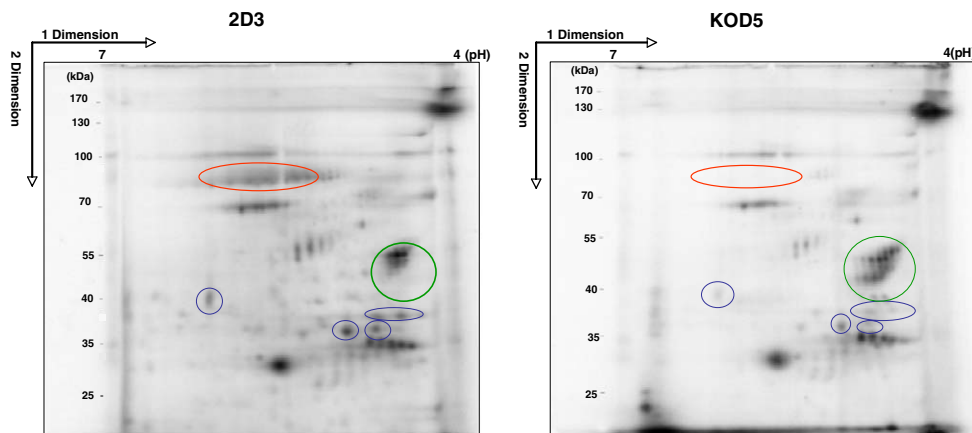 2D3
1 Dimension
2 Dimension
7
4 (pH)
(kDa)
170
130
100
70
55
40
35
25
KOD5
1 Dimension
2 Dimension
7
4 (pH)
(kDa)
170
130
100
70
55
40
35
25